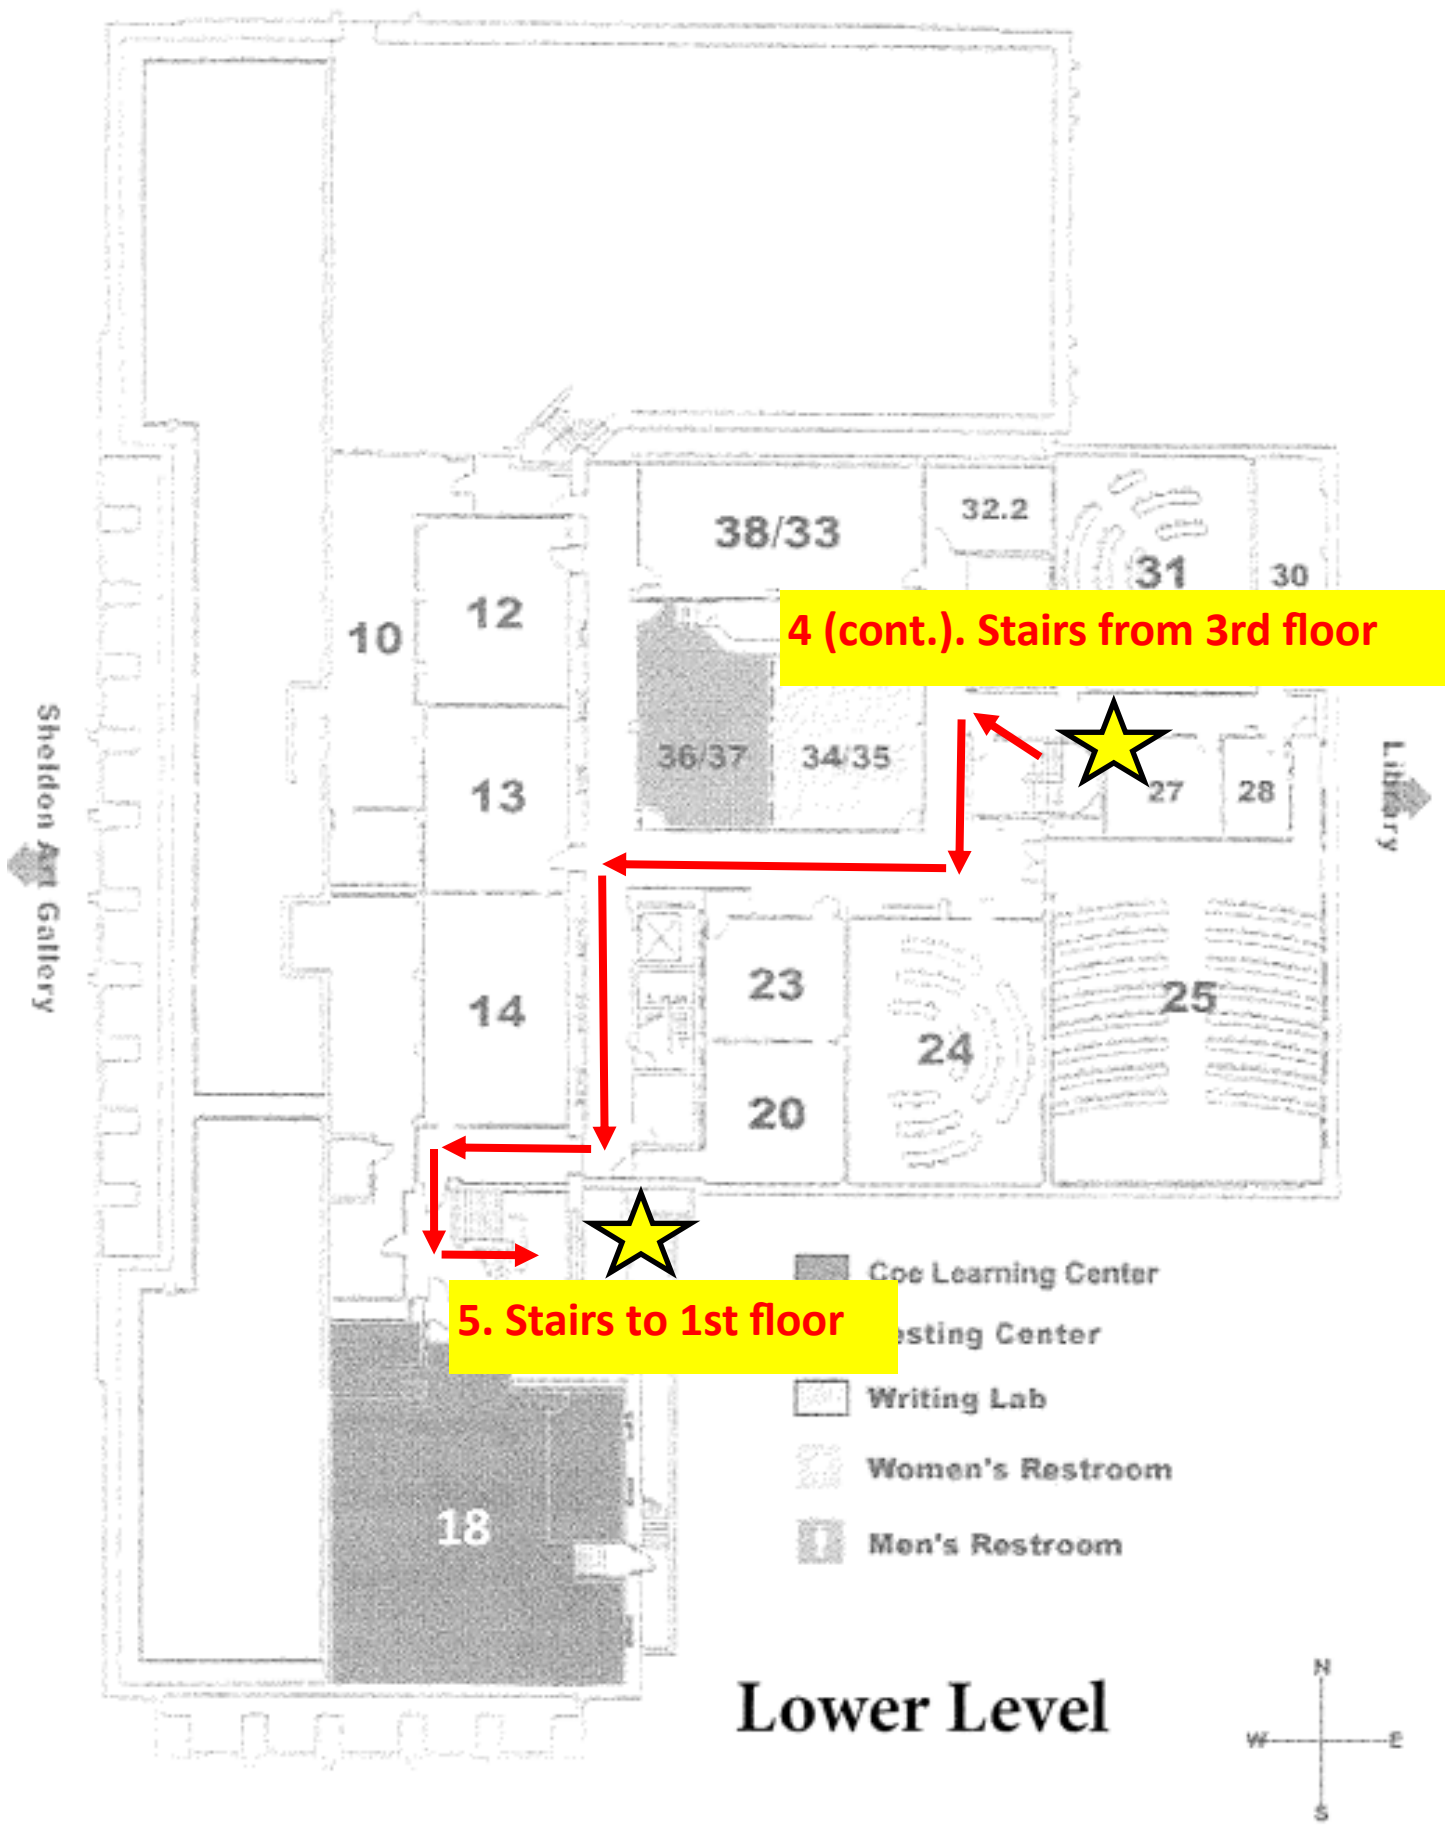 38/33
32.2
31
30
12
10
4 (cont.). Stairs from 3rd floor
36/37
34/35
13
27
28
Library
Sheldon Art Gallery
23
25
14
24
20
5. Stairs to 1st floor
Coe Learning Center
esting Center
Writing Lab
Women's Restroom
Men's Restroom
18
Lower Level
N
W
E
S